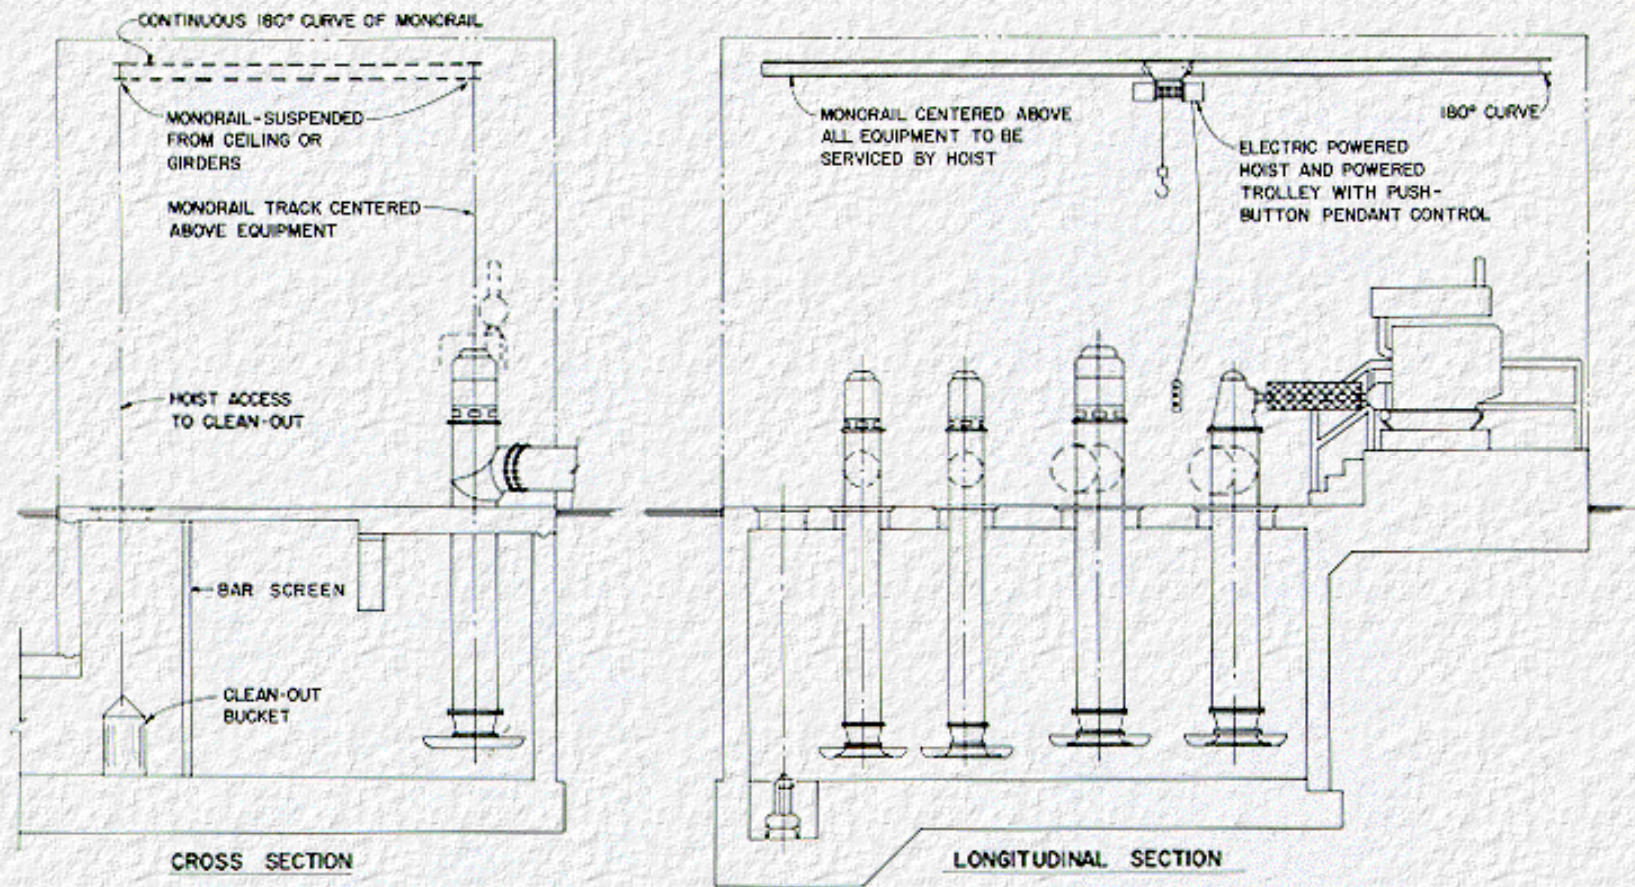 CONTINUOUS 180° CURVE OF MONORAIL
MONORAIL-SUSPENDED
FROM CEILING OR
GIRDERS
MONORAIL TRACK CENTERED
ABOVE EQUIPMENT
HOIST ACCESS
TO CLEAN-OUT
BAR SCREEN
CLEAN-OUT
BUCKET
CROSS SECTION
MONORAIL CENTERED ABOVE
ALL EQUIPMENT TO BE
SERVICED BY HOIST
180° CURVE
ELECTRIC POWERED
HOIST AND POWERED
TROLLEY WITH PUSH-
BUTTON PENDANT CONTROL
LONGITUDINAL SECTION